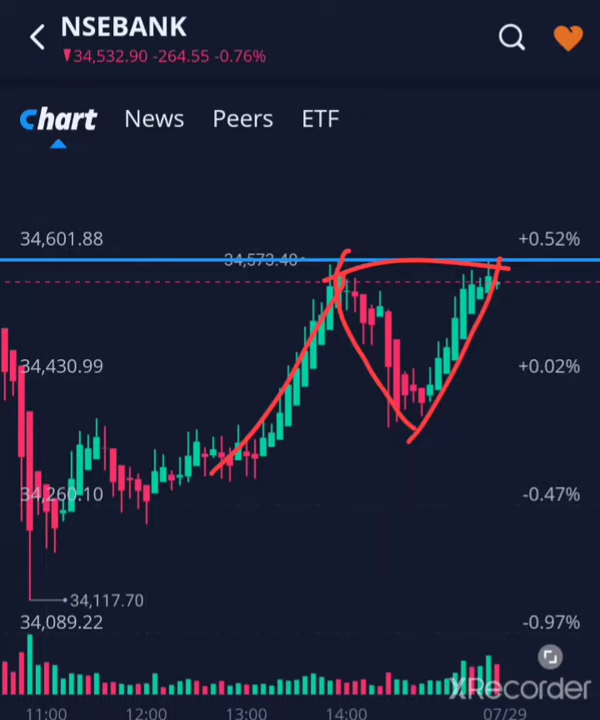 NSEBANK
▼34,532.90 -264.55 -0.76%
Chart News Peers ETF
34,601.88 +0.52%
34,573.40
34,430.99 +0.02%
34,260.10 -0.47%
34,117.70
34,089.22 -0.97%
XRecorder
11:00 12:00 13:00 14:00 07/29